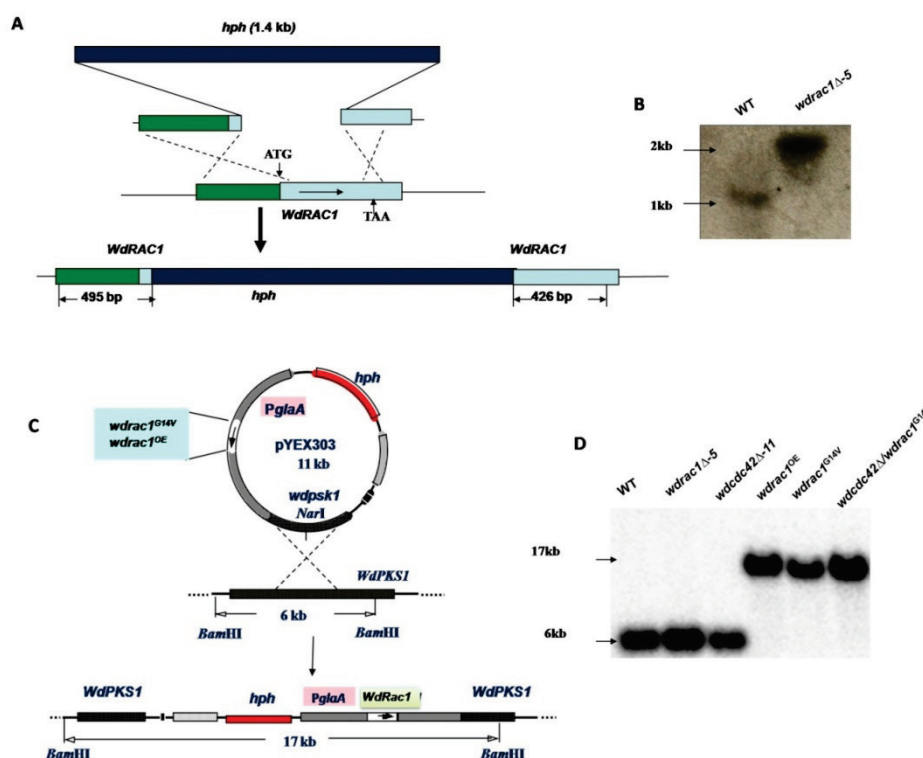 A
hph (1.4 kb)
ATG
WdRAC1
TAA
WdRAC1
WdRAC1
495 bp
hph
426 bp
B
WT
wdrac1Δ-5
2kb
1kb
C
wdrac1G14V
wdrac1OE
hph
PglaA
pYEX303
11 kb
wdpsk1
NarI
WdPKS1
6 kb
BamHI
BamHI
WdPKS1
hph
PglaA
WdRac1
WdPKS1
17 kb
BamHI
BamHI
D
WT
wdrac1Δ-5
wdcdc42Δ-11
wdrac1OE
wdrac1G14V
wdcdc42Δ/wdrac1G14
17kb
6kb